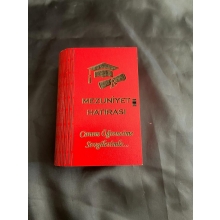 MEZUNİYET
HATIRASI
Canım Öğretmenim
Sevgilerimle...